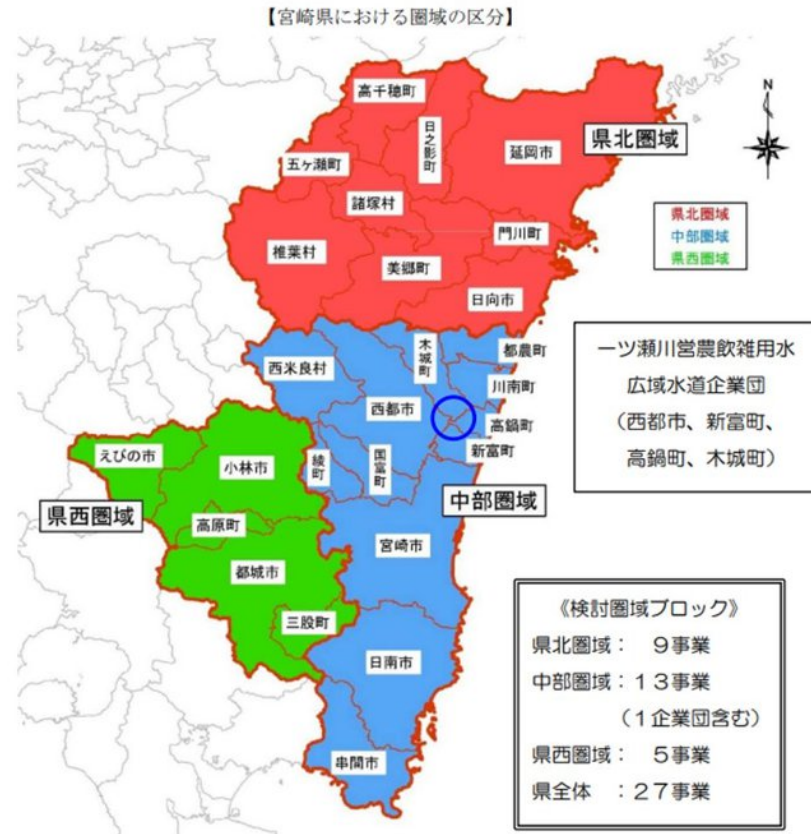 【宮崎県における圏域の区分】
高千穂町
日之影町
延岡市
県北圏域
N
五ヶ瀬町
諸塚村
門川町
椎葉村
美郷町
日向市
県北圏域
中部圏域
県西圏域
西米良村
木城町
都農町
川南町
西都市
高鍋町
新富町
綾町
国富町
えびの市
小林市
中部圏域
県西圏域
高原町
宮崎市
都城市
三股町
日南市
串間市
一ツ瀬川営農飲雑用水
広域水道企業団
(西都市、新富町、
高鍋町、木城町)
《検討圏域ブロック》
県北圏域: 9事業
中部圏域:13事業
(1企業団含む)
県西圏域: 5事業
県全体 :27事業